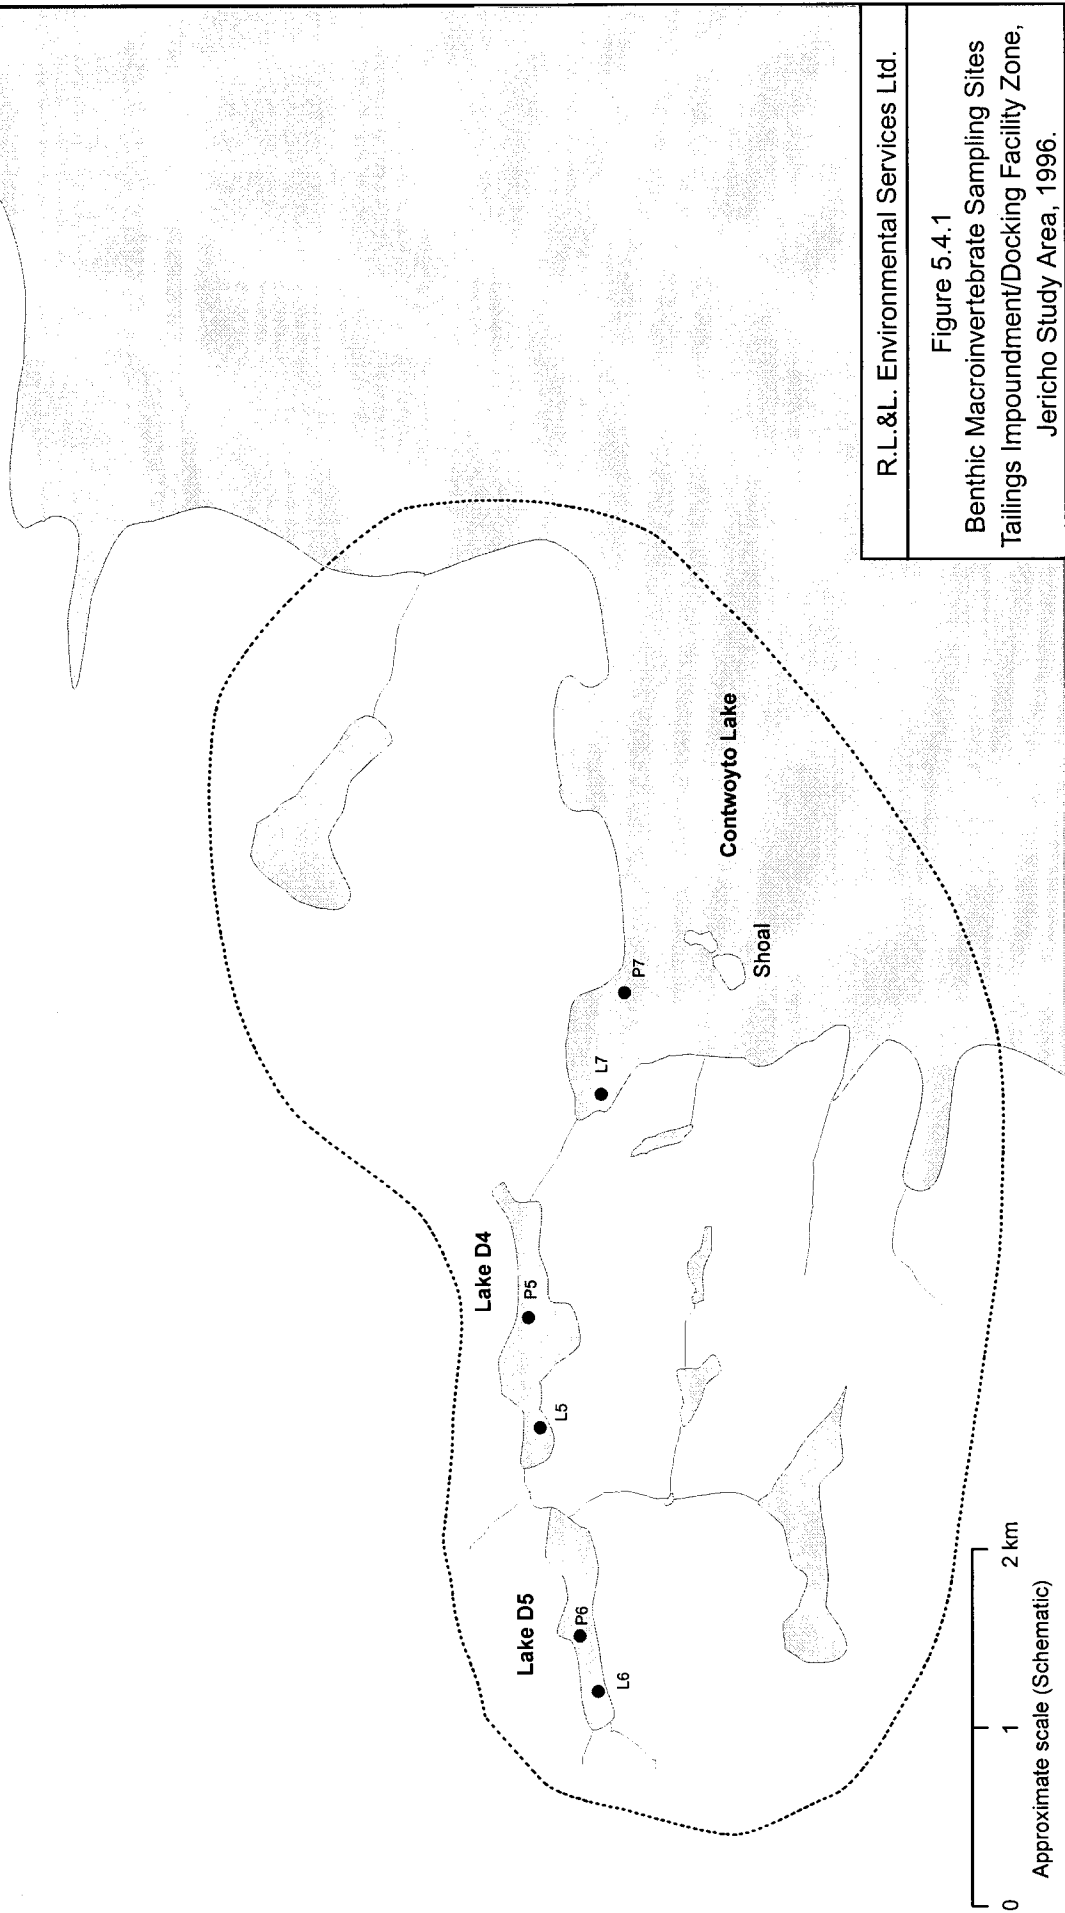 Lake D5
P6
L6
Lake D4
P5
L5
L7
P7
Shoal
Contwoyto Lake
0 1 2 km
Approximate scale (Schematic)
R.L.&L. Environmental Services Ltd.
Figure 5.4.1
Benthic Macroinvertebrate Sampling Sites
Tailings Impoundment/Docking Facility Zone,
Jericho Study Area, 1996.